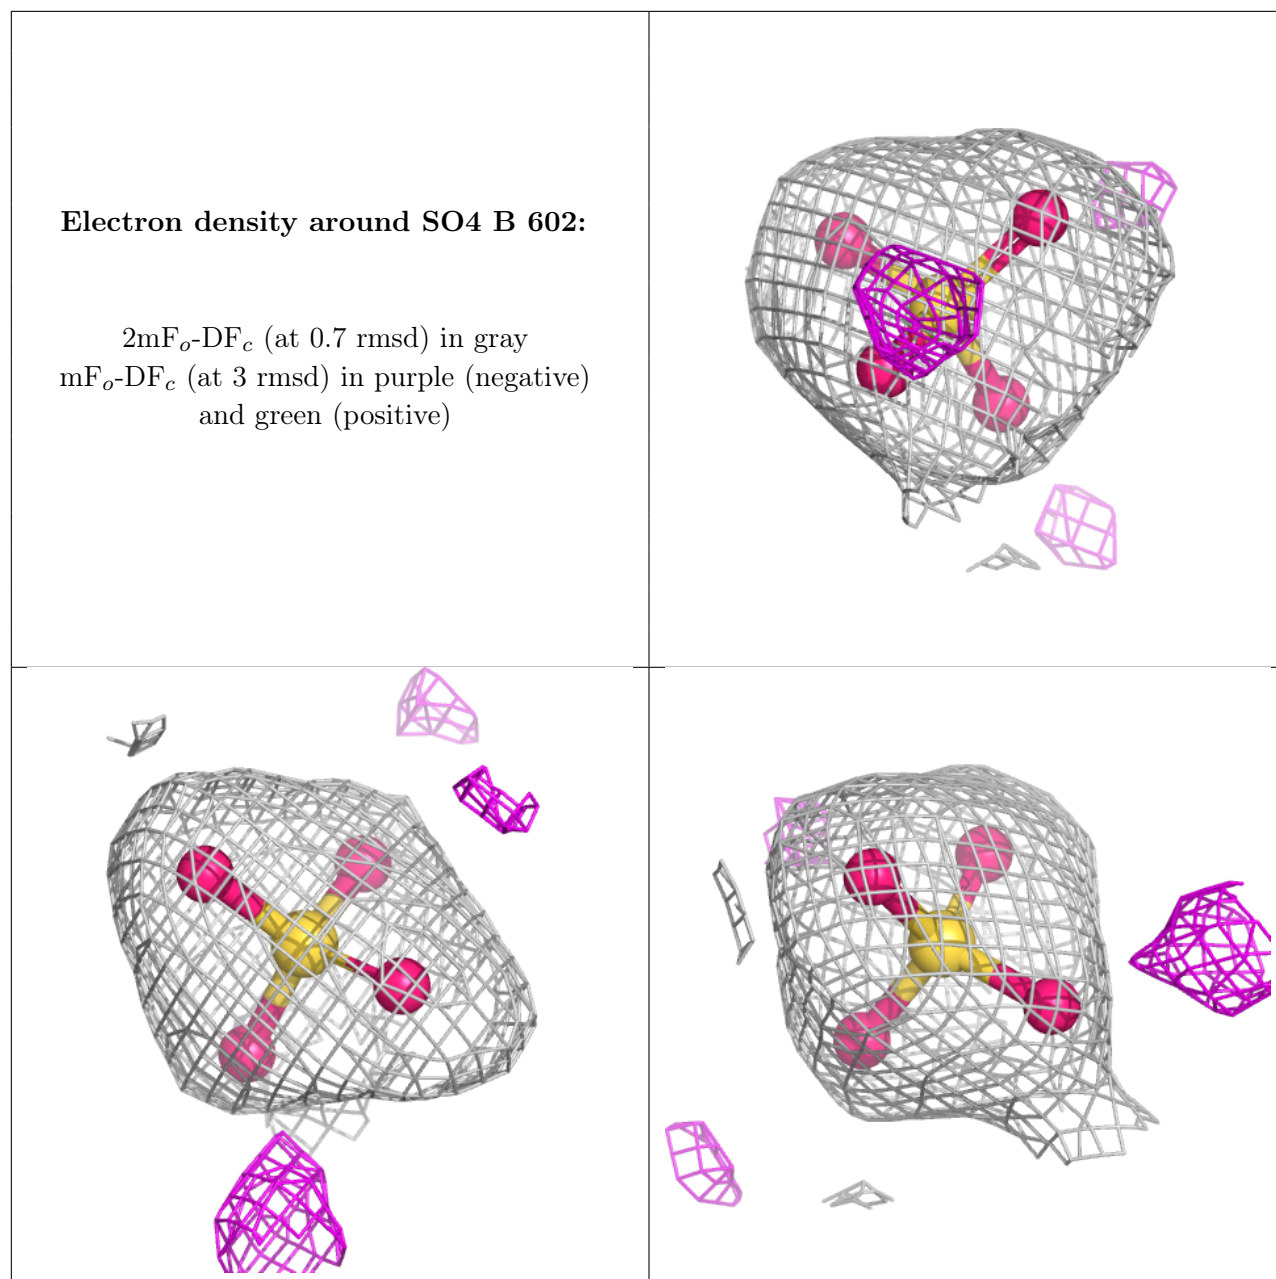 Electron density around SO4 B 602:
2mFo-DFc (at 0.7 rmsd) in gray
mFo-DFc (at 3 rmsd) in purple (negative)
and green (positive)